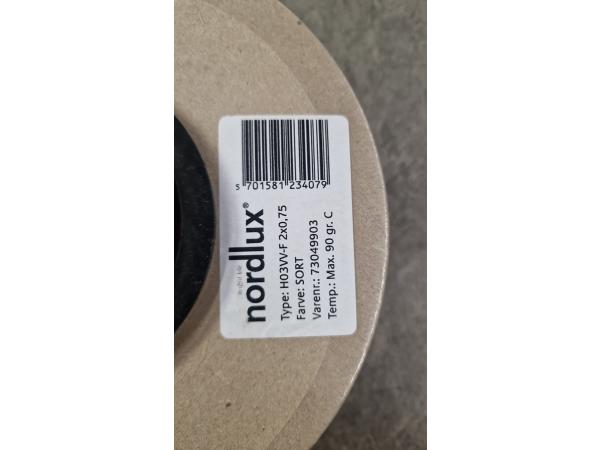 5 701581 234079
nordlux®
Type: H03VV-F 2x0,75
Farve: SORT
Varenr.: 73049903
Temp.: Max. 90 gr. C